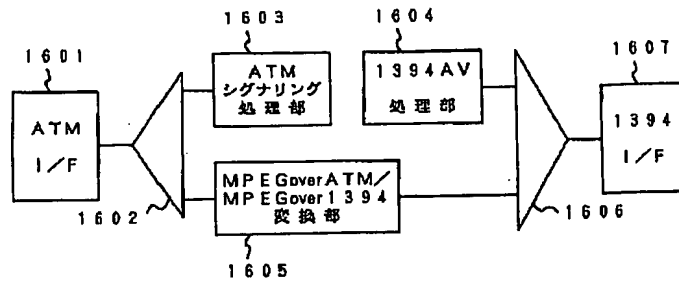 1603
1604
1601
1607
ATM
シグナリング
処理部
1394AV
処理部
ATM
I/F
1394
I/F
MPEGoverATM/
MPEGover1394
変換部
1602
1606
1605